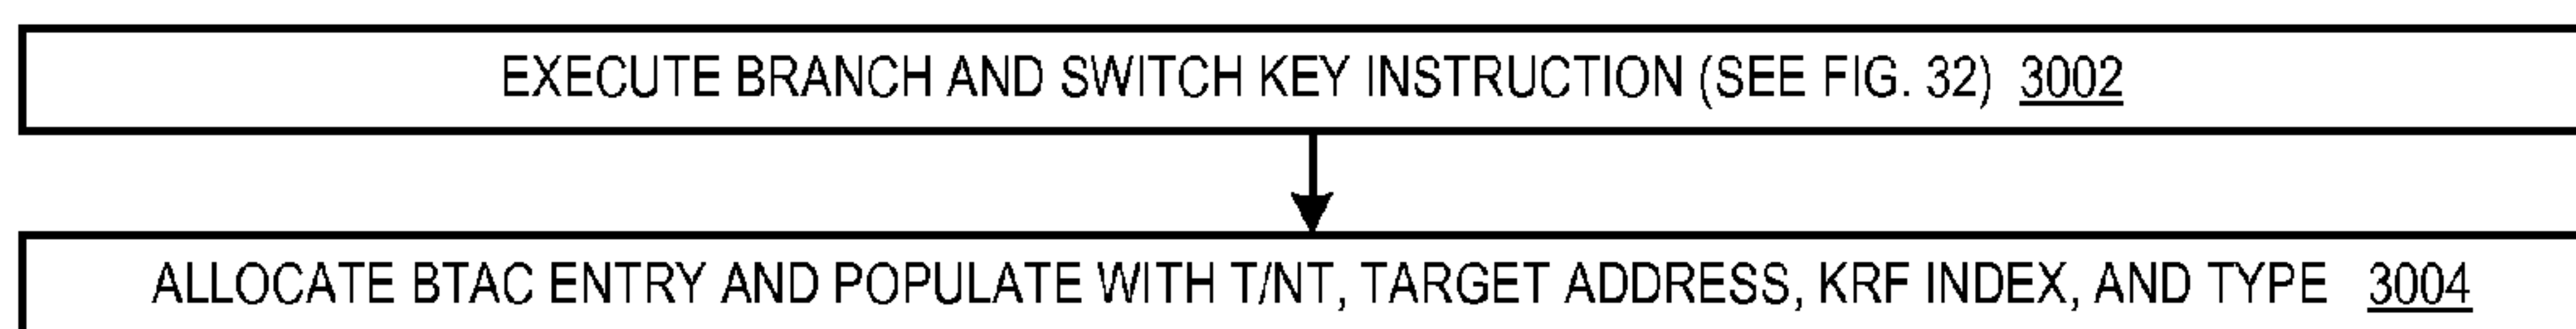 EXECUTE BRANCH AND SWITCH KEY INSTRUCTION (SEE FIG. 32) 3002
ALLOCATE BTAC ENTRY AND POPULATE WITH T/NT, TARGET ADDRESS, KRF INDEX, AND TYPE 3004